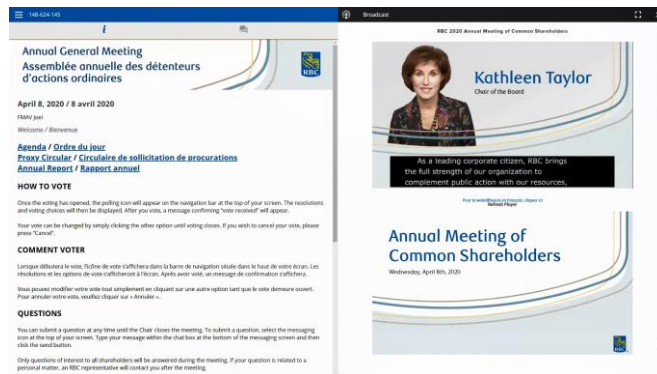 148-624-145
Broadcast
i
Annual General Meeting
Assemblée annuelle des détenteurs
d'actions ordinaires
RBC
April 8, 2020 / 8 avril 2020
FMAV Joel
Welcome / Bienvenue
Agenda / Ordre du jour
Proxy Circular / Circulaire de sollicitation de procurations
Annual Report / Rapport annuel
HOW TO VOTE
Once the voting has opened, the polling icon will appear on the navigation bar at the top of your screen. The resolutions
and voting choices will then be displayed. After you vote, a message confirming "vote received" will appear.
Your vote can be changed by simply clicking the other option until voting closes. If you wish to cancel your vote, please
press "Cancel".
COMMENT VOTER
Lorsque débutera le vote, l'icône de vote s'affichera dans la barre de navigation située dans le haut de votre écran. Les
résolutions et les options de vote s'afficheront à l'écran. Après avoir voté, un message de confirmation s'affichera.
Vous pouvez modifier votre vote tout simplement en cliquant sur une autre option tant que le vote demeure ouvert.
Pour annuler votre vote, veuillez cliquer sur « Annuler ».
QUESTIONS
You can submit a question at any time until the Chair closes the meeting. To submit a question, select the messaging
icon at the top of your screen. Type your message within the chat box at the bottom of the messaging screen and then
click the send button.
Only questions of interest to all shareholders will be answered during the meeting. If your question is related to a
personal matter, an RBC representative will contact you after the meeting.
RBC 2020 Annual Meeting of Common Shareholders
Kathleen Taylor
Chair of the Board
As a leading corporate citizen, RBC brings
the full strength of our organization to
complement public action with our resources,
Pour la webdiffusion en français, cliquez ici
Refresh Player
Annual Meeting of
Common Shareholders
Wednesday, April 8th, 2020
RBC